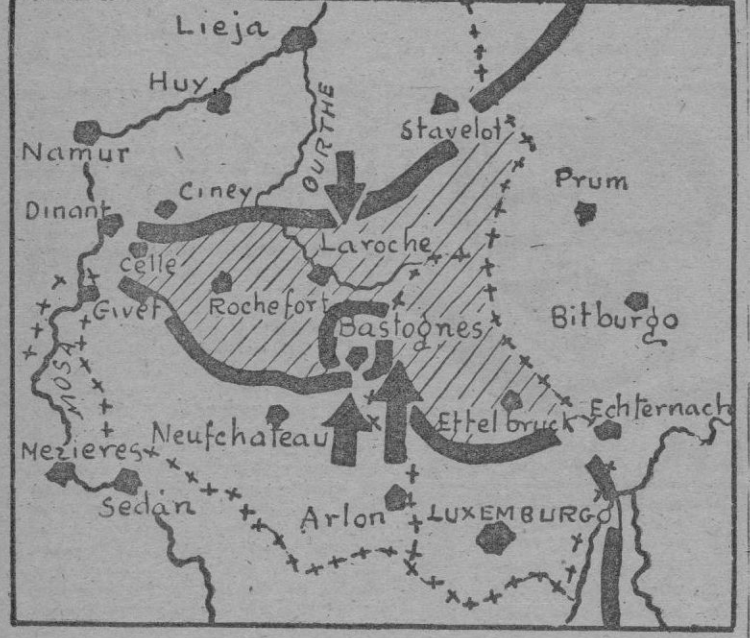 Lieja
Huy
OURTHE
Stavelot
Namur
Ciney
Prum
Dinant
Laroche
Celle
Rochefort
Givet
Bastognes
Bitburgo
MOSA
Ettelbruck
Echternach
Neufchateau
Mezieres
Sedán
Arlon
LUXEMBURGO